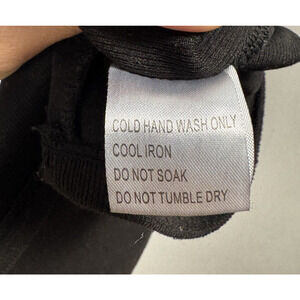 COLD HAND WASH ONLY
COOL IRON
DO NOT SOAK
DO NOT TUMBLE DRY